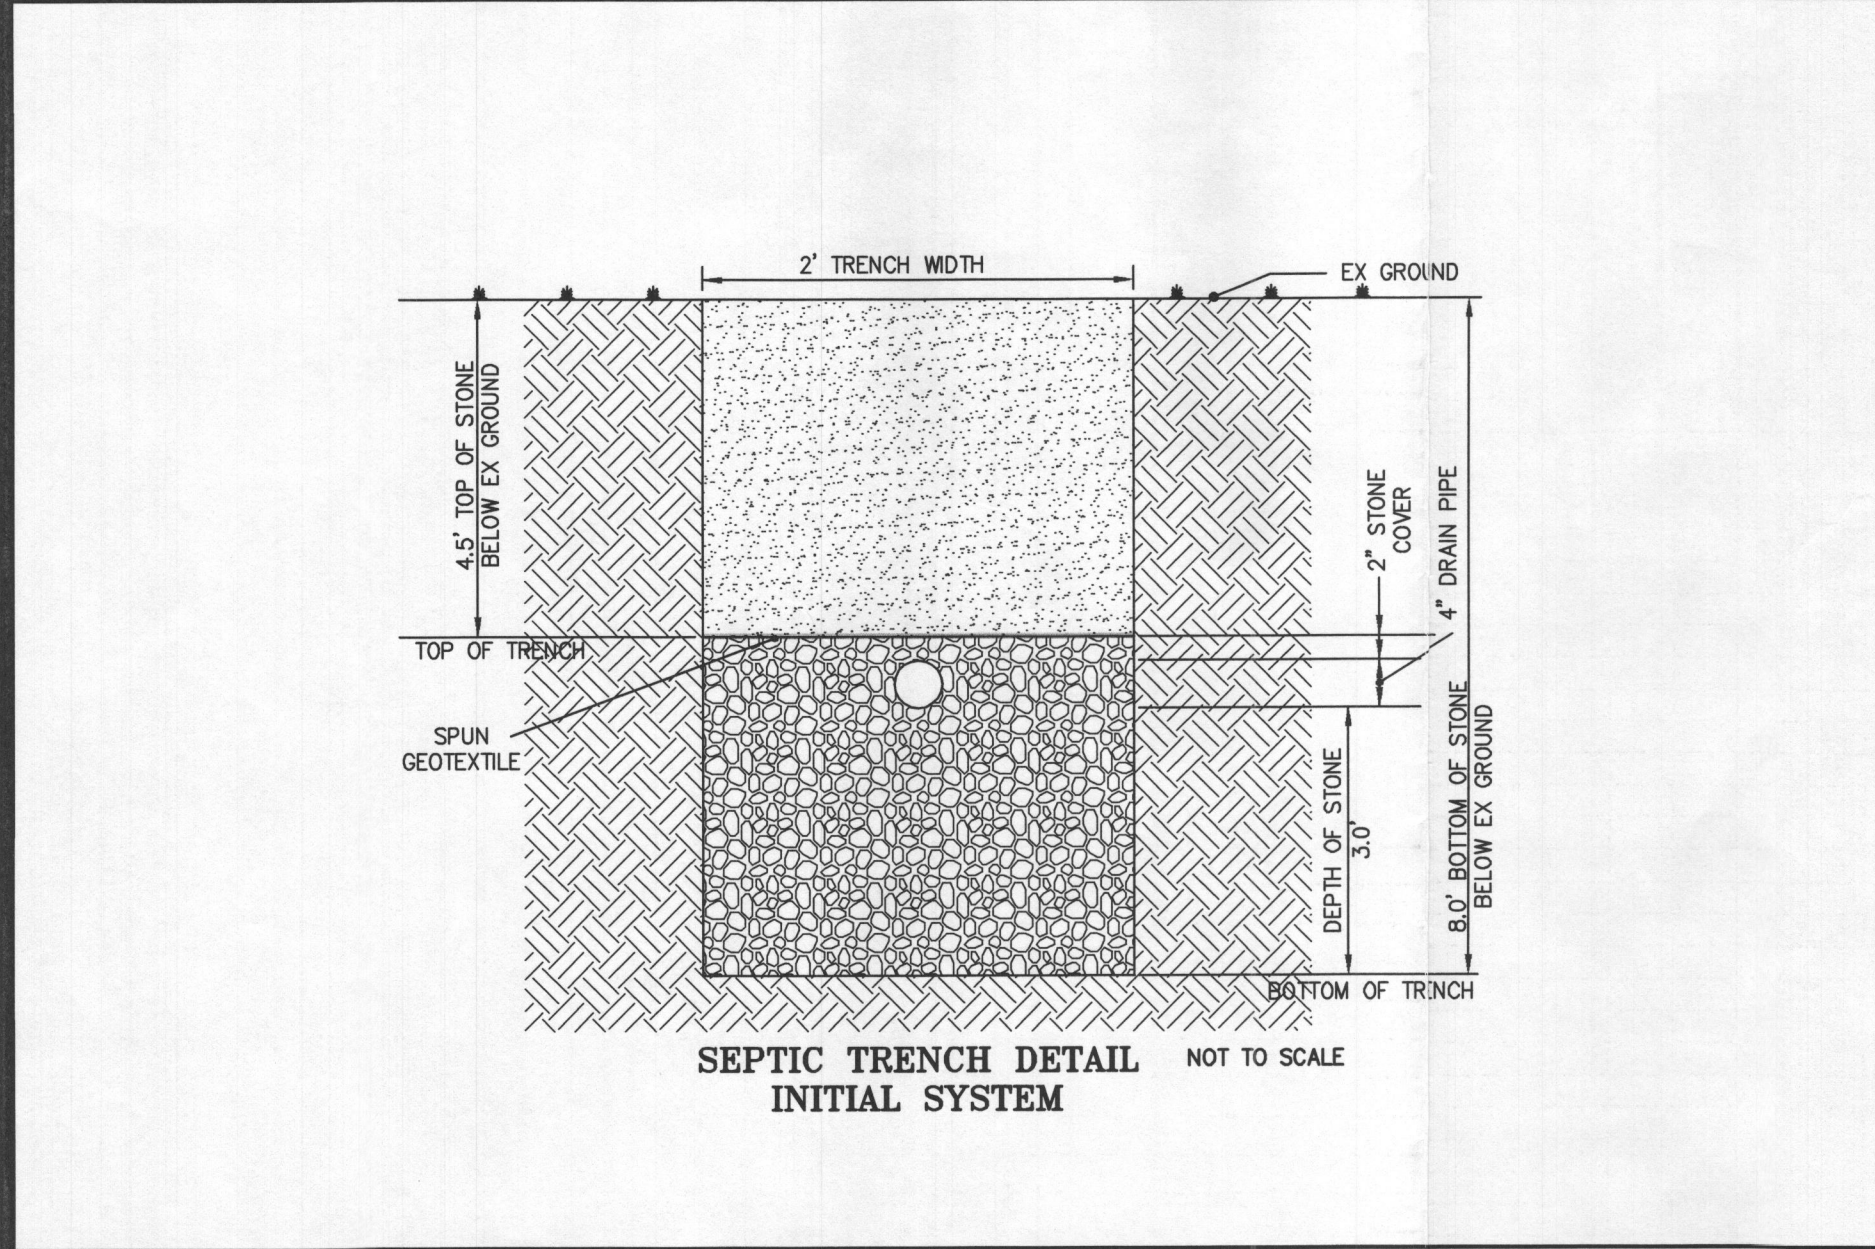 2' TRENCH WIDTH
EX GROUND
4.5' TOP OF STONE
BELOW EX GROUND
2" STONE
COVER
4" DRAIN PIPE
TOP OF TRENCH
SPUN
GEOTEXTILE
DEPTH OF STONE
3.0'
8.0' BOTTOM OF STONE
BELOW EX GROUND
BOTTOM OF TRENCH
SEPTIC TRENCH DETAIL
NOT TO SCALE
INITIAL SYSTEM